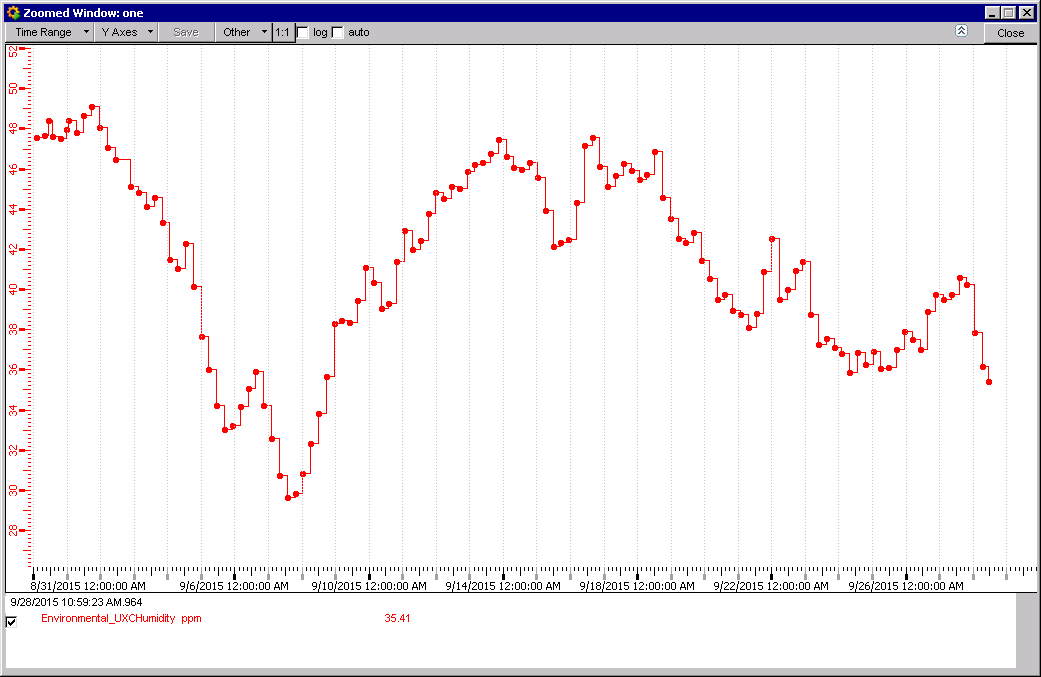 Zoomed Window: one
Time Range Y Axes Save Other 1:1 log auto Close
52
50
48
46
44
42
40
38
36
34
32
30
28
8/31/2015 12:00:00 AM 9/6/2015 12:00:00 AM 9/10/2015 12:00:00 AM 9/14/2015 12:00:00 AM 9/18/2015 12:00:00 AM 9/22/2015 12:00:00 AM 9/26/2015 12:00:00 AM
9/28/2015 10:59:23 AM.964
Environmental_UXCHumidity ppm 35.41